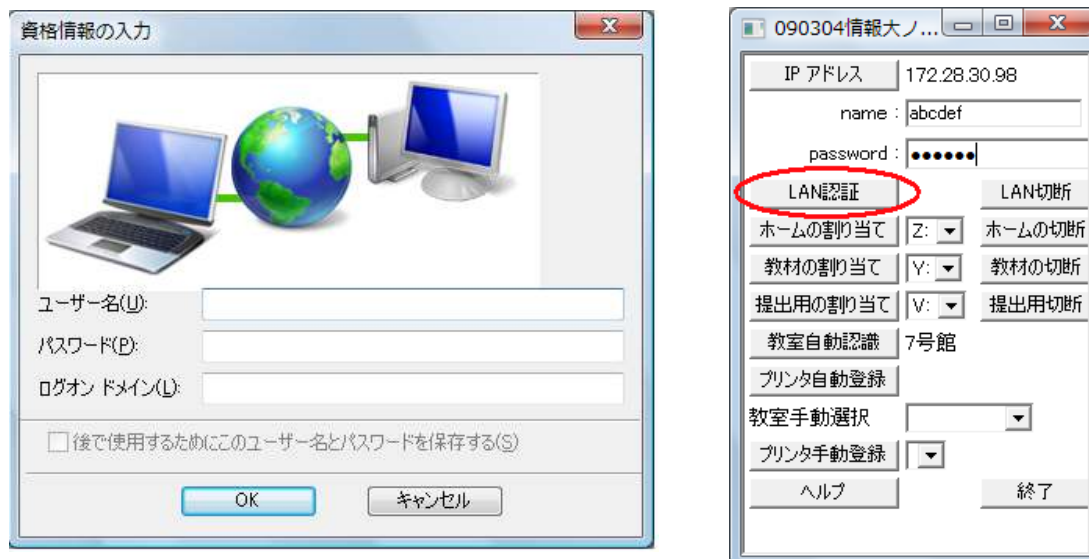 資格情報の入力
ユーザー名(U):
パスワード(P):
ログオン ドメイン(L):
後で使用するためにこのユーザー名とパスワードを保存する(S)
OK キャンセル
090304情報大ノ...
IP アドレス 172.28.30.98
name : abcdef
password : ●●●●●●
LAN認証 LAN切断
ホームの割り当て Z: ホームの切断
教材の割り当て Y: 教材の切断
提出用の割り当て V: 提出用切断
教室自動認識 7号館
プリンタ自動登録
教室手動選択
プリンタ手動登録
ヘルプ 終了